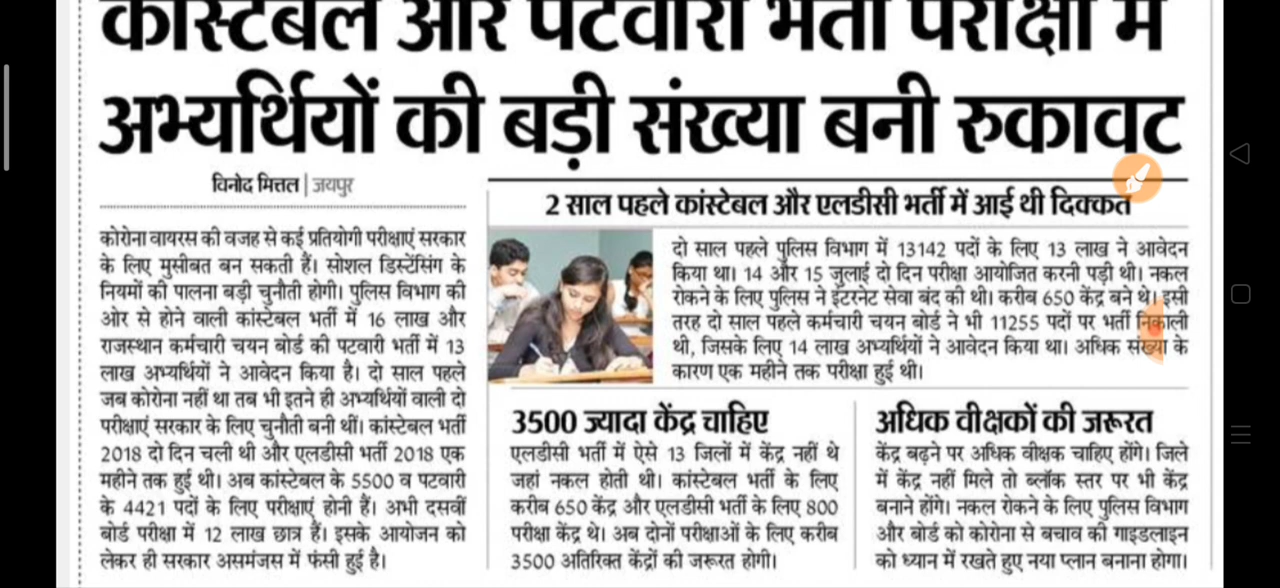 कांस्टेबल और पटवारी भर्ती परीक्षा में
अभ्यर्थियों की बड़ी संख्या बनी रुकावट
विनोद मित्तल | जयपुर
कोरोना वायरस की वजह से कई प्रतियोगी परीक्षाएं सरकार
के लिए मुसीबत बन सकती हैं। सोशल डिस्टेंसिंग के
नियमों की पालना बड़ी चुनौती होगी। पुलिस विभाग की
ओर से होने वाली कांस्टेबल भर्ती में 16 लाख और
राजस्थान कर्मचारी चयन बोर्ड की पटवारी भर्ती में 13
लाख अभ्यर्थियों ने आवेदन किया है। दो साल पहले
जब कोरोना नहीं था तब भी इतने ही अभ्यर्थियों वाली दो
परीक्षाएं सरकार के लिए चुनौती बनी थीं। कांस्टेबल भर्ती
2018 दो दिन चली थी और एलडीसी भर्ती 2018 एक
महीने तक हुई थी। अब कांस्टेबल के 5500 व पटवारी
के 4421 पदों के लिए परीक्षाएं होनी हैं। अभी दसवीं
बोर्ड परीक्षा में 12 लाख छात्र हैं। इसके आयोजन को
लेकर ही सरकार असमंजस में फंसी हुई है।
2 साल पहले कांस्टेबल और एलडीसी भर्ती में आई थी दिक्कत
दो साल पहले पुलिस विभाग में 13142 पदों के लिए 13 लाख ने आवेदन
किया था। 14 और 15 जुलाई दो दिन परीक्षा आयोजित करनी पड़ी थी। नकल
रोकने के लिए पुलिस ने ईंटरनेट सेवा बंद की थी। करीब 650 केंद्र बने थे। इसी
तरह दो साल पहले कर्मचारी चयन बोर्ड ने भी 11255 पदों पर भर्ती निकाली
थी, जिसके लिए 14 लाख अभ्यर्थियों ने आवेदन किया था। अधिक संख्या के
कारण एक महीने तक परीक्षा हुई थी।
3500 ज्यादा केंद्र चाहिए
एलडीसी भर्ती में ऐसे 13 जिलों में केंद्र नहीं थे
जहां नकल होती थी। कांस्टेबल भर्ती के लिए
करीब 650 केंद्र और एलडीसी भर्ती के लिए 800
परीक्षा केंद्र थे। अब दोनों परीक्षाओं के लिए करीब
3500 अतिरिक्त केंद्रों की जरूरत होगी।
अधिक वीक्षकों की जरूरत
केंद्र बढ़ने पर अधिक वीक्षक चाहिए होंगे। जिले
में केंद्र नहीं मिले तो ब्लॉक स्तर पर भी केंद्र
बनाने होंगे। नकल रोकने के लिए पुलिस विभाग
और बोर्ड को कोरोना से बचाव की गाइडलाइन
को ध्यान में रखते हुए नया प्लान बनाना होगा।